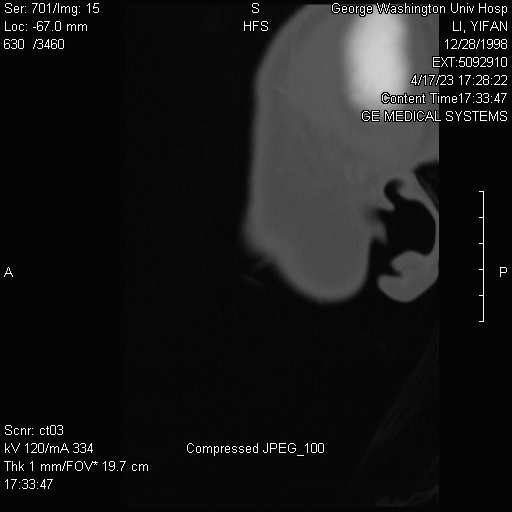 Ser: 701/Img: 15
Loc: -67.0 mm
630 /3460
S
HFS
George Washington Univ Hosp
LI, YIFAN
12/28/1998
EXT:5092910
4/17/23 17:28:22
Content Time17:33:47
GE MEDICAL SYSTEMS
A
P
Scnr: ct03
kV 120/mA 334
Thk 1 mm/FOV* 19.7 cm
17:33:47
Compressed JPEG_100